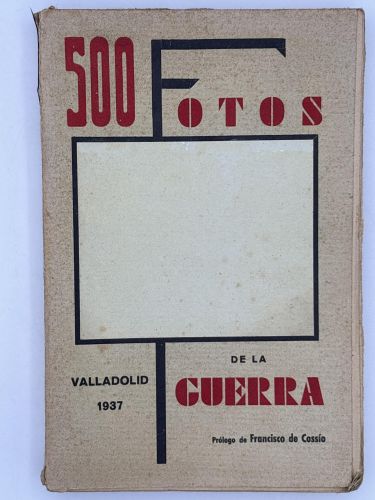 500 FOTOS
DE LA
GUERRA
VALLADOLID
1937
Prólogo de Francisco de Cossío